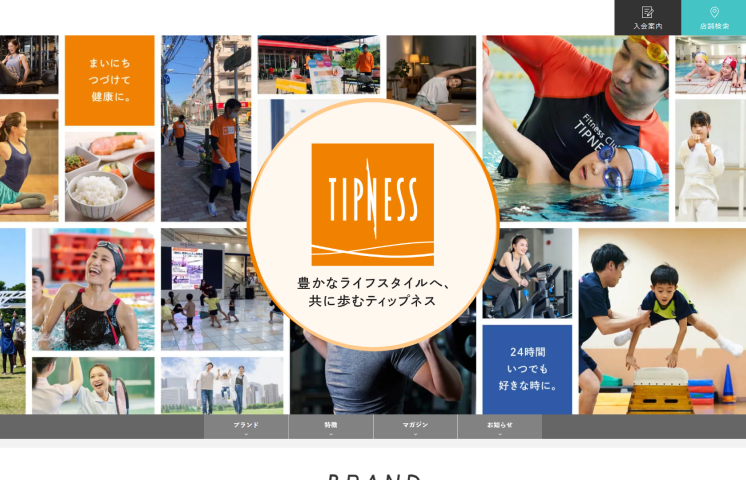 入会案内
店舗検索
まいにち
つづけて
健康に。
Fitness Club
TIPNESS
TIPNESS
豊かなライフスタイルへ、
共に歩むティップネス
24時間
いつでも
好きな時に。
ブランド
特徴
マガジン
お知らせ
BRAND